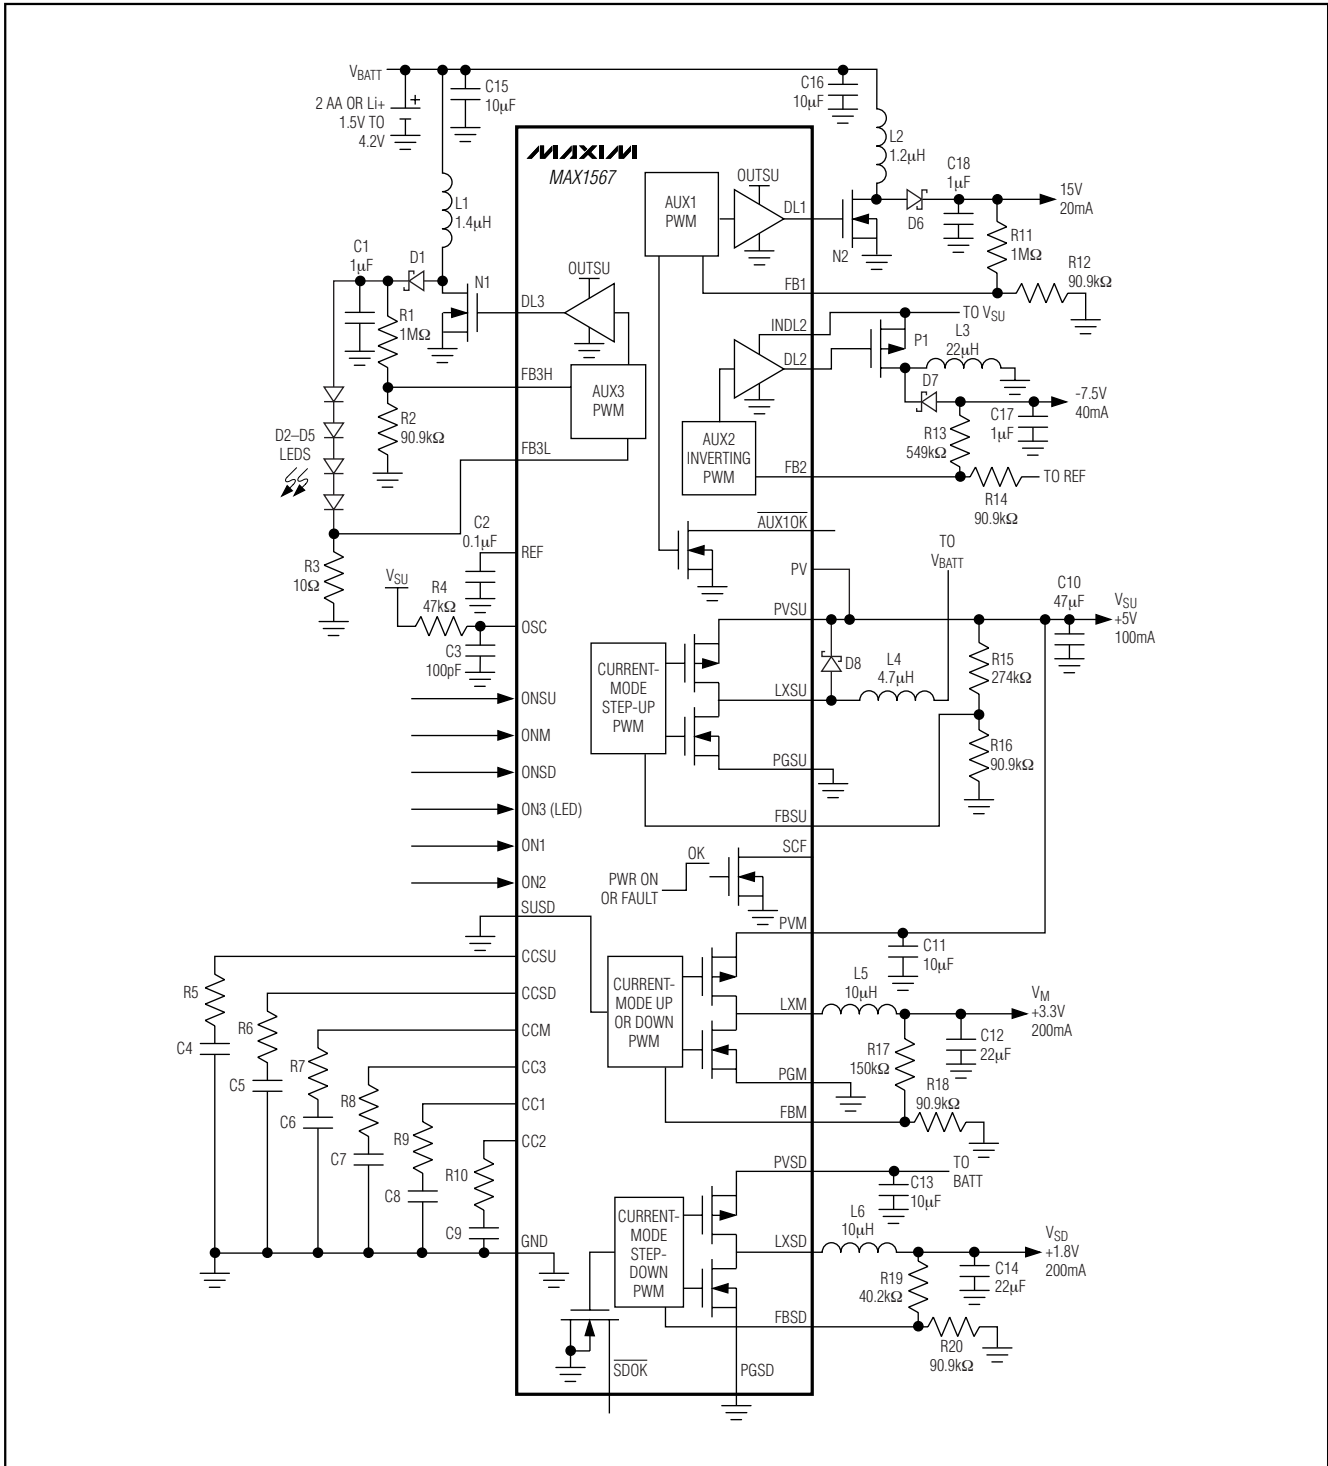 VBATT
2 AA OR Li+
1.5V TO
4.2V
+
C15
10µF
C16
10µF
L2
1.2µH
MAXIM
MAX1567
L1
1.4µH
C1
1µF
D1
N1
R1
1MΩ
R2
90.9kΩ
D2–D5
LEDS
R3
10Ω
DL3
OUTSU
FB3H
AUX3
PWM
FB3L
AUX1
PWM
OUTSU
DL1
N2
D6
C18
1µF
15V
20mA
R11
1MΩ
R12
90.9kΩ
FB1
INDL2
TO VSU
P1
L3
22µH
DL2
D7
-7.5V
40mA
C17
1µF
R13
549kΩ
AUX2
INVERTING
PWM
FB2
TO REF
R14
90.9kΩ
AUX1OK
C2
0.1µF
REF
VSU
R4
47kΩ
OSC
C3
100pF
PV
TO
VBATT
C10
47µF
VSU
+5V
100mA
PVSU
CURRENT-
MODE
STEP-UP
PWM
D8
L4
4.7µH
R15
274kΩ
LXSU
R16
90.9kΩ
PGSU
FBSU
ONSU
ONM
ONSD
ON3 (LED)
ON1
ON2
SUSD
SCF
OK
PWR ON
OR FAULT
PVM
C11
10µF
CURRENT-
MODE UP
OR DOWN
PWM
L5
10µH
LXM
VM
+3.3V
200mA
R17
150kΩ
C12
22µF
PGM
R18
90.9kΩ
FBM
CCSU
CCSD
CCM
CC3
CC1
CC2
GND
R5
C4
R6
C5
R7
C6
R8
C7
R9
C8
R10
C9
PVSD
TO
BATT
C13
10µF
CURRENT-
MODE
STEP-
DOWN
PWM
L6
10µH
LXSD
VSD
+1.8V
200mA
R19
40.2kΩ
C14
22µF
FBSD
R20
90.9kΩ
SDOK
PGSD